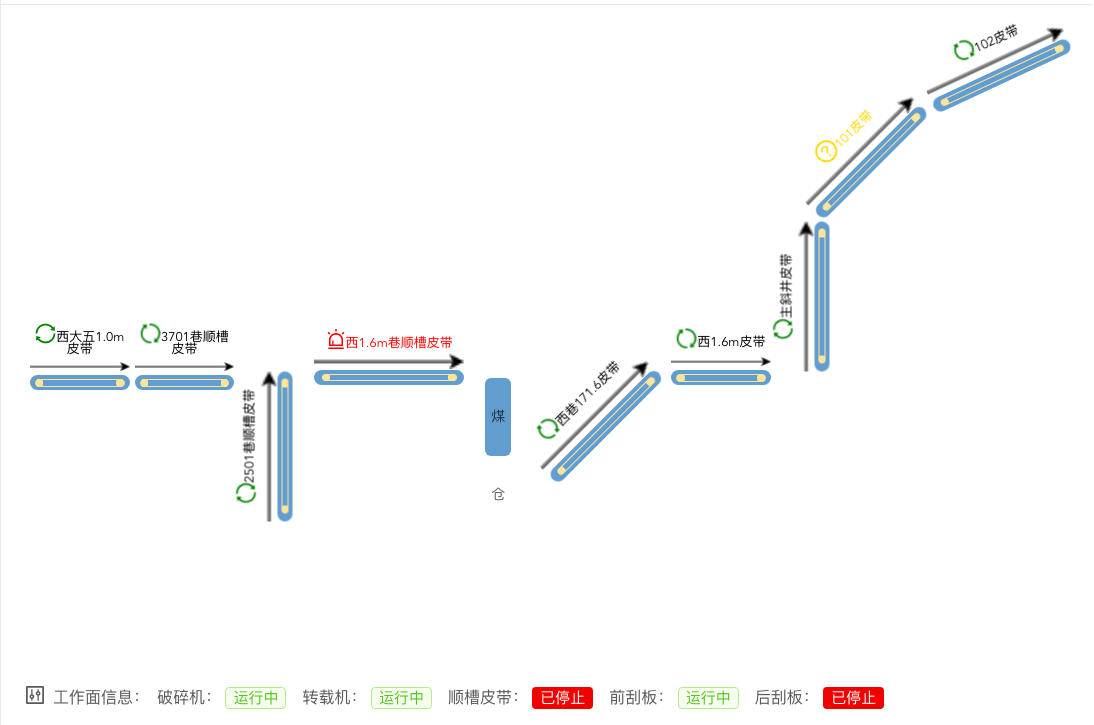 102皮带
101皮带
主斜井皮带
西大五1.0m
皮带
3701巷顺槽
皮带
西1.6m巷顺槽皮带
西1.6m皮带
西巷171.6皮带
2501巷顺槽皮带
煤
仓
工作面信息： 破碎机： 运行中 转载机： 运行中 顺槽皮带： 已停止 前刮板： 运行中 后刮板： 已停止